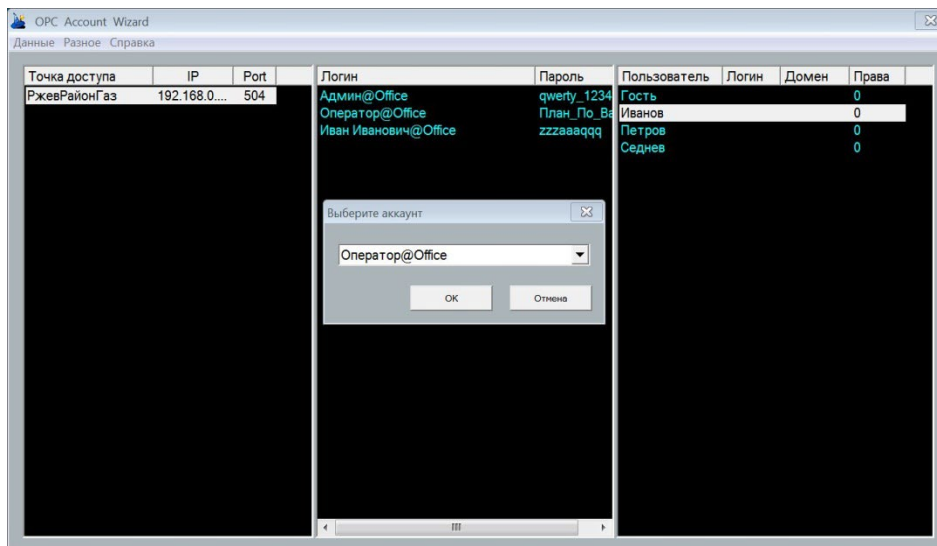 OPC Account Wizard
Данные Разное Справка
Точка доступа IP Port Логин Пароль Пользователь Логин Домен Права
РжевРайонГаз 192.168.0.... 504 Админ@Office qwerty_1234 Гость 0
Оператор@Office План_По_Ва Иванов 0
Иван Иванович@Office zzzaaaqqq Петров 0
Седнев 0
Выберите аккаунт
Оператор@Office
ОК Отмена